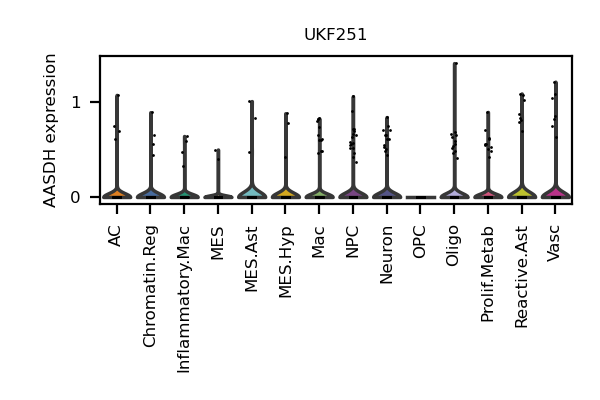 UKF251
AASDH expression
1
0
AC
Chromatin.Reg
Inflammatory.Mac
MES
MES.Ast
MES.Hyp
Mac
NPC
Neuron
OPC
Oligo
Prolif.Metab
Reactive.Ast
Vasc